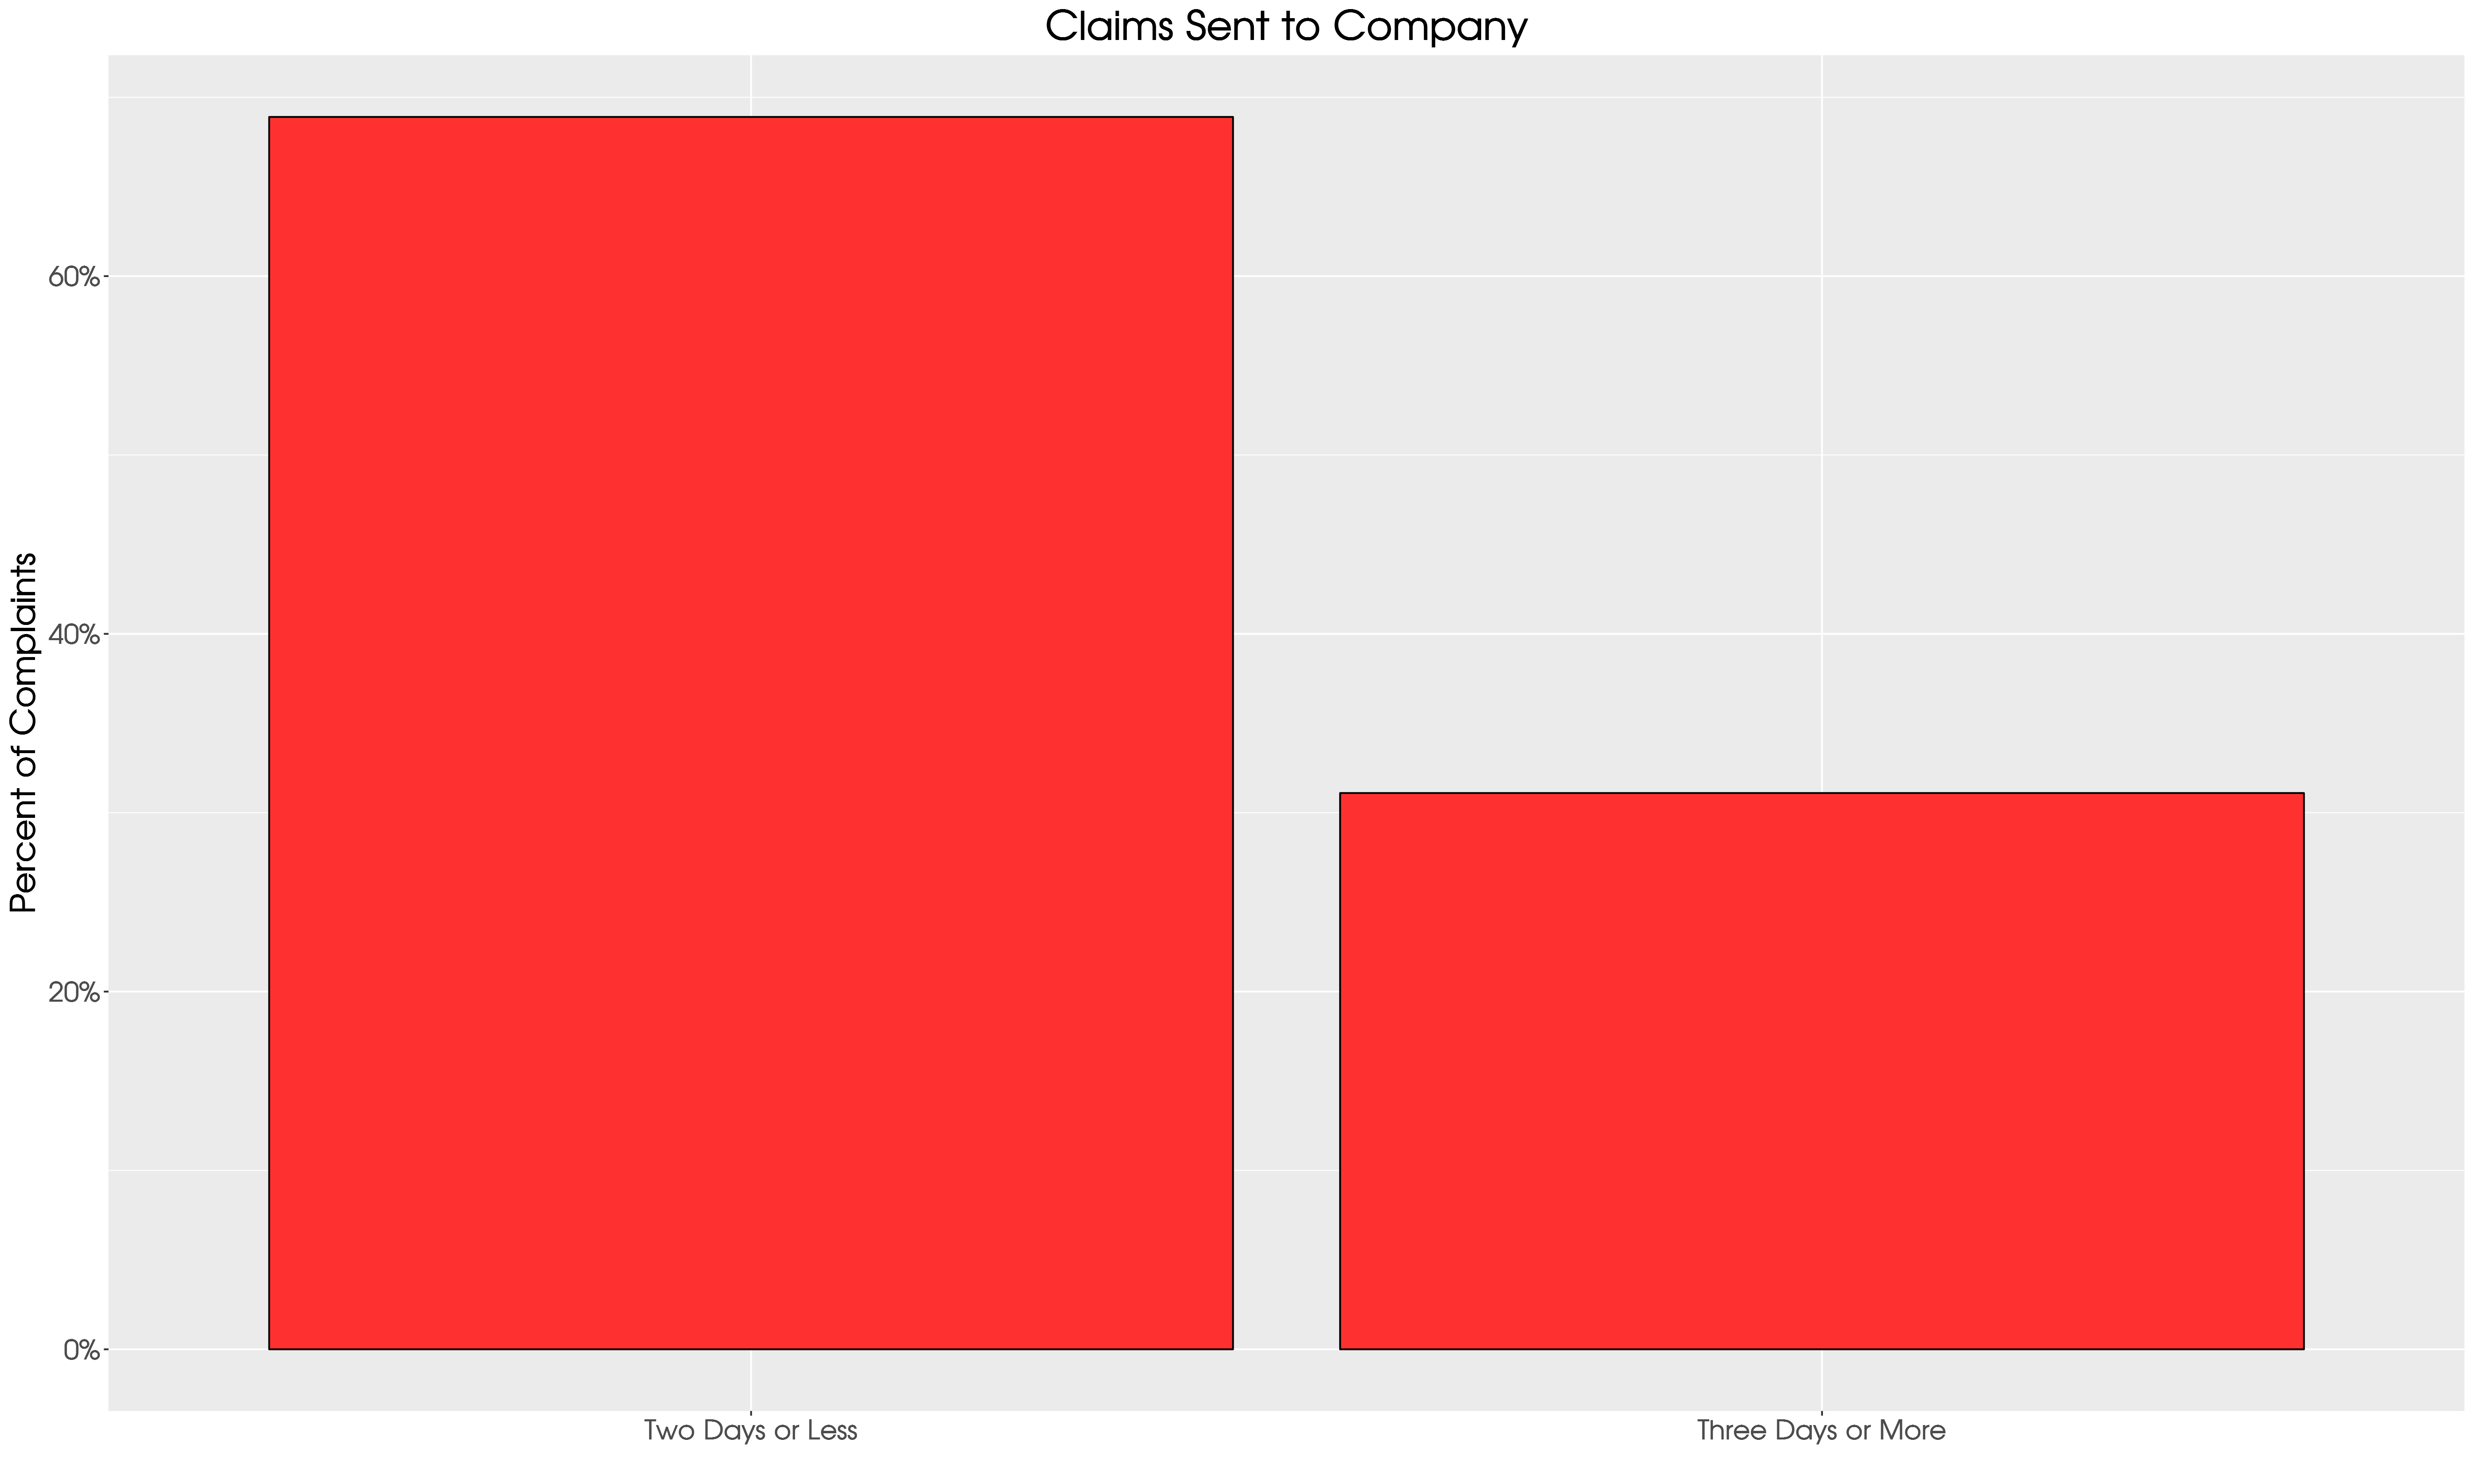 Claims Sent to Company
Percent of Complaints
60%
40%
20%
0%
Two Days or Less
Three Days or More